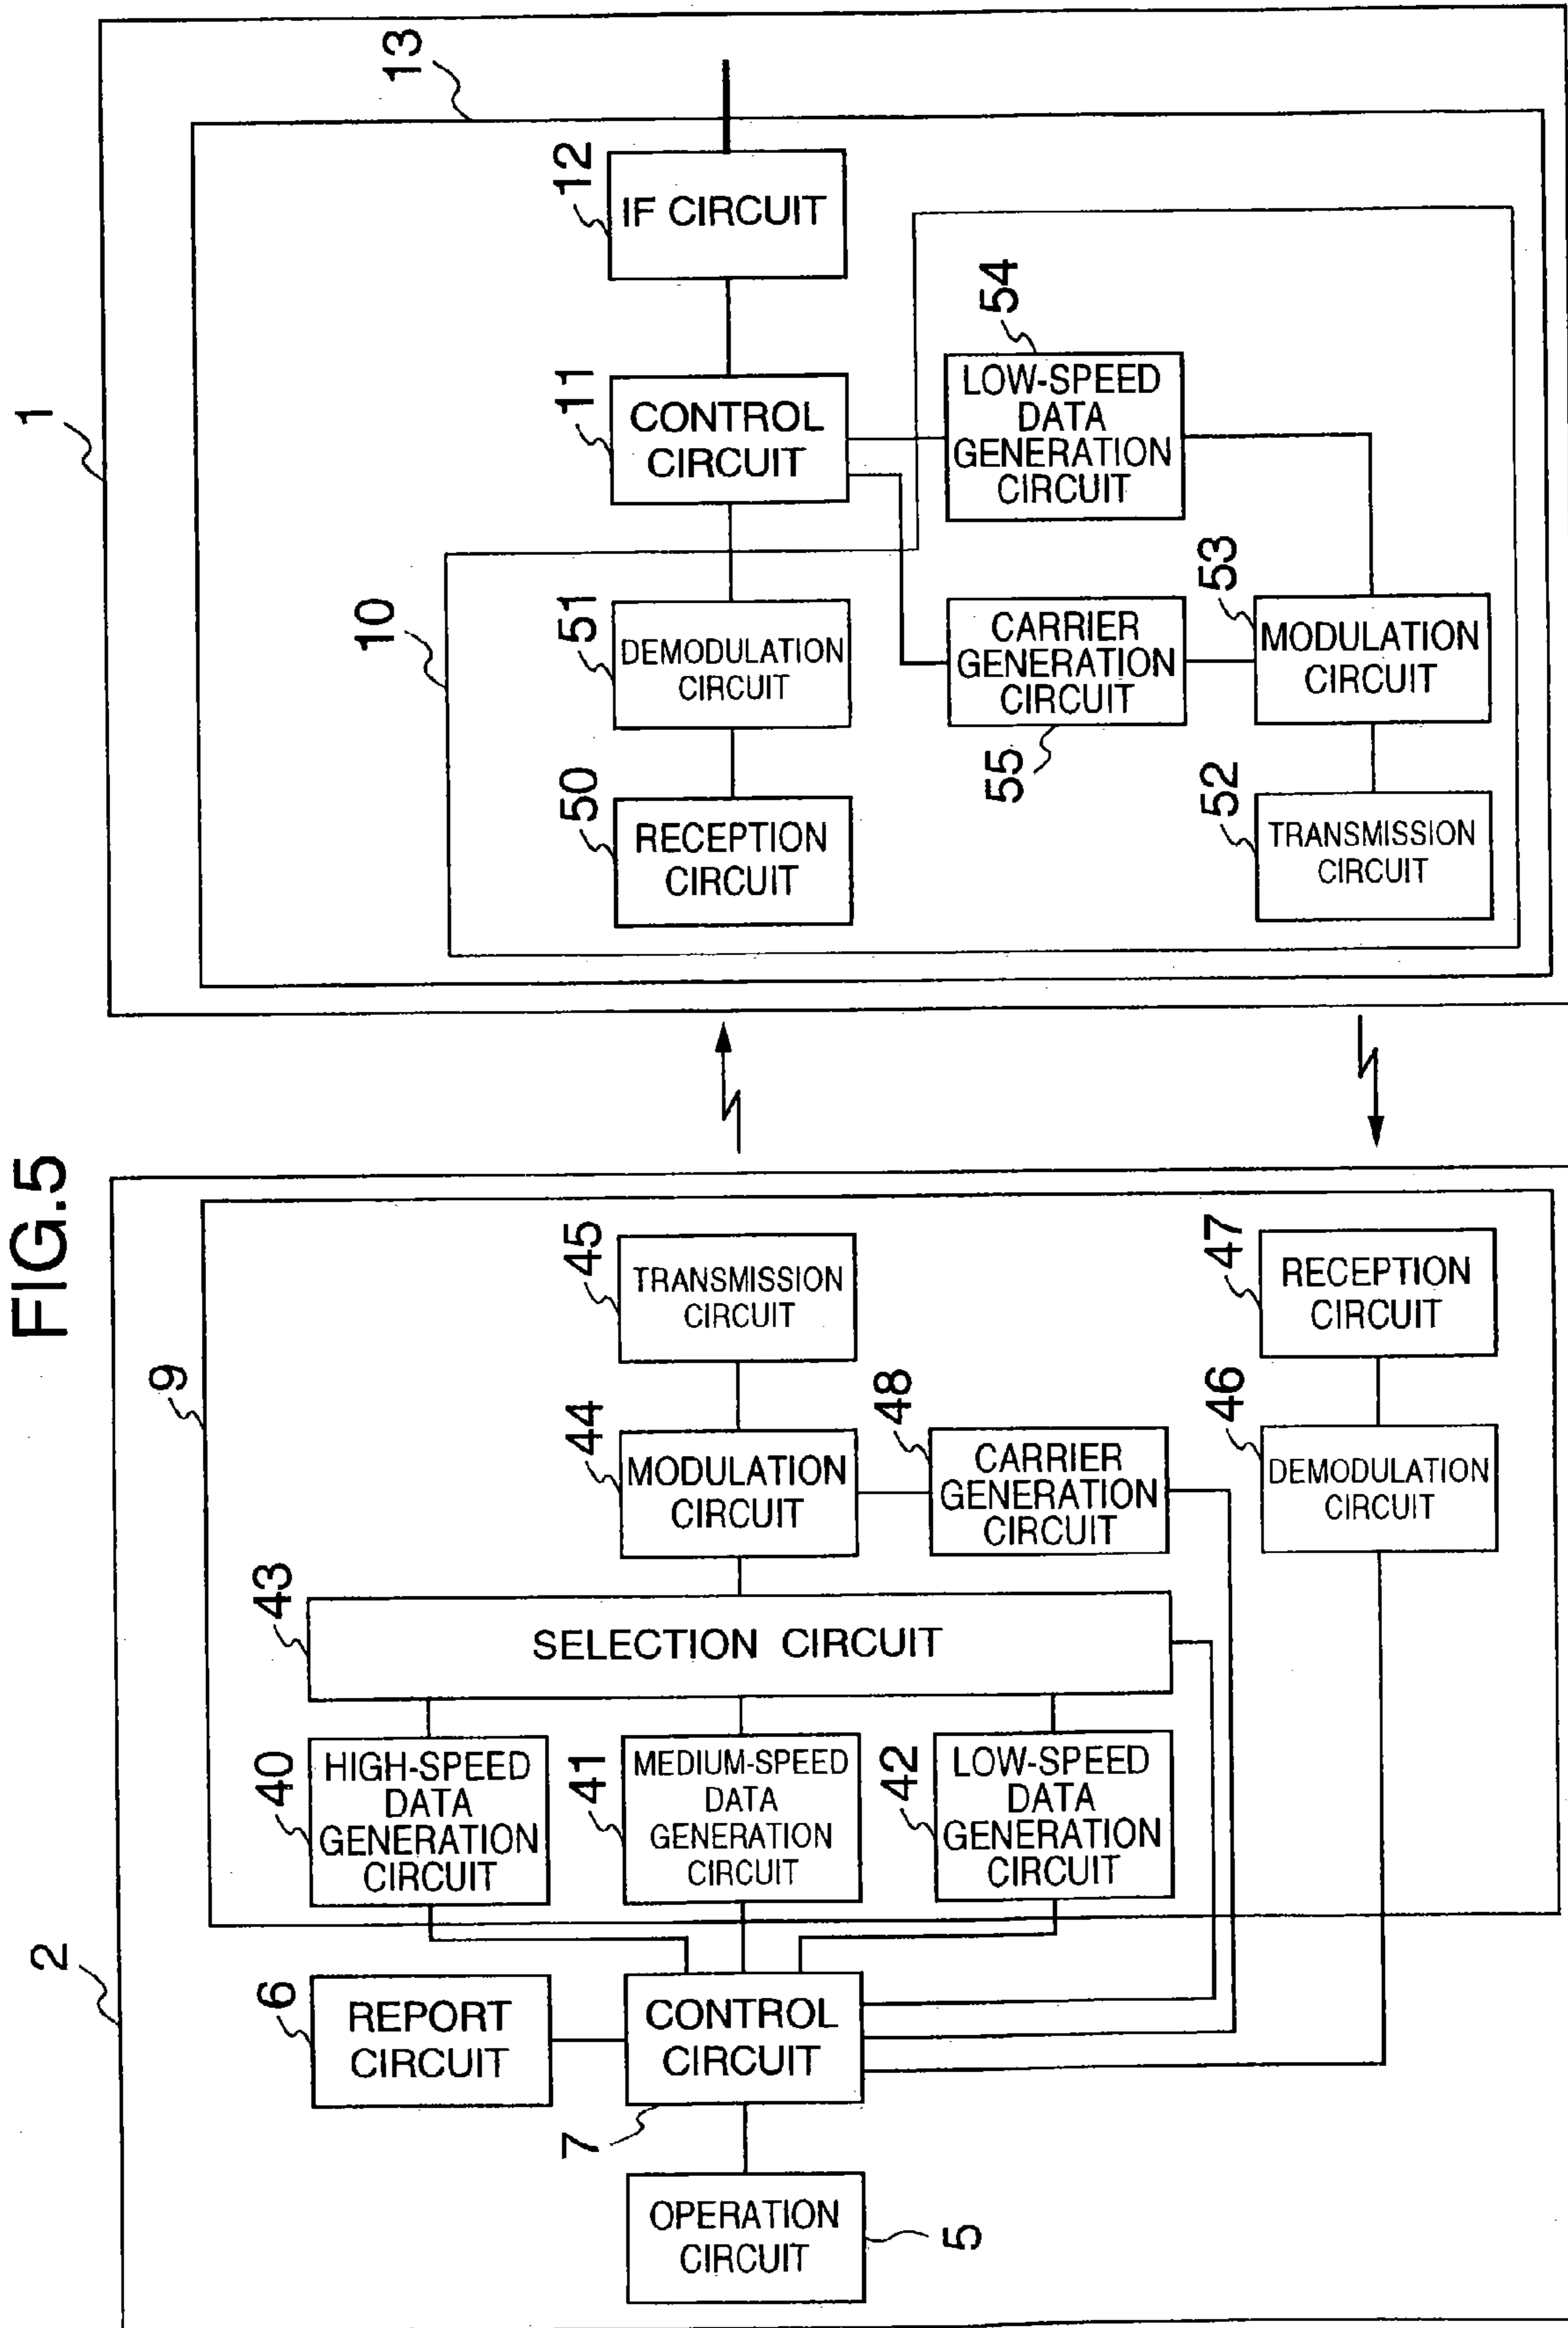 FIG.5
2
9
5
OPERATION
CIRCUIT
6
REPORT
CIRCUIT
7
CONTROL
CIRCUIT
40
HIGH-SPEED
DATA
GENERATION
CIRCUIT
41
MEDIUM-SPEED
DATA
GENERATION
CIRCUIT
42
LOW-SPEED
DATA
GENERATION
CIRCUIT
43
SELECTION CIRCUIT
44
MODULATION
CIRCUIT
45
TRANSMISSION
CIRCUIT
48
CARRIER
GENERATION
CIRCUIT
46
DEMODULATION
CIRCUIT
47
RECEPTION
CIRCUIT
1
13
10
50
RECEPTION
CIRCUIT
51
DEMODULATION
CIRCUIT
11
CONTROL
CIRCUIT
12
IF CIRCUIT
55
CARRIER
GENERATION
CIRCUIT
54
LOW-SPEED
DATA
GENERATION
CIRCUIT
52
TRANSMISSION
CIRCUIT
53
MODULATION
CIRCUIT